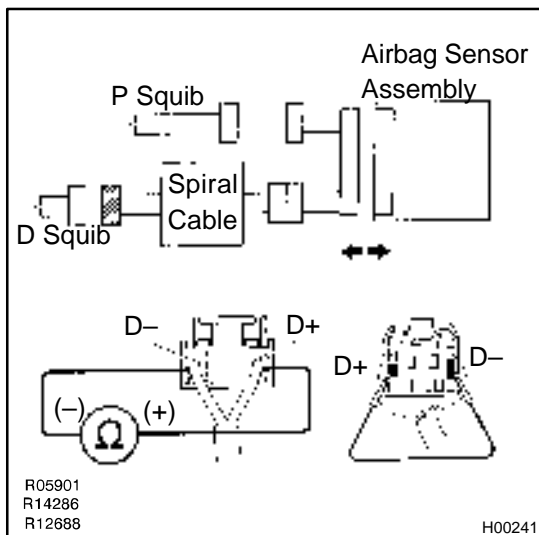 Airbag Sensor
Assembly
P Squib
Spiral
Cable
D Squib
D–
D+
D+
D–
(–)
Ω
(+)
R05901
R14286
R12688
H00241